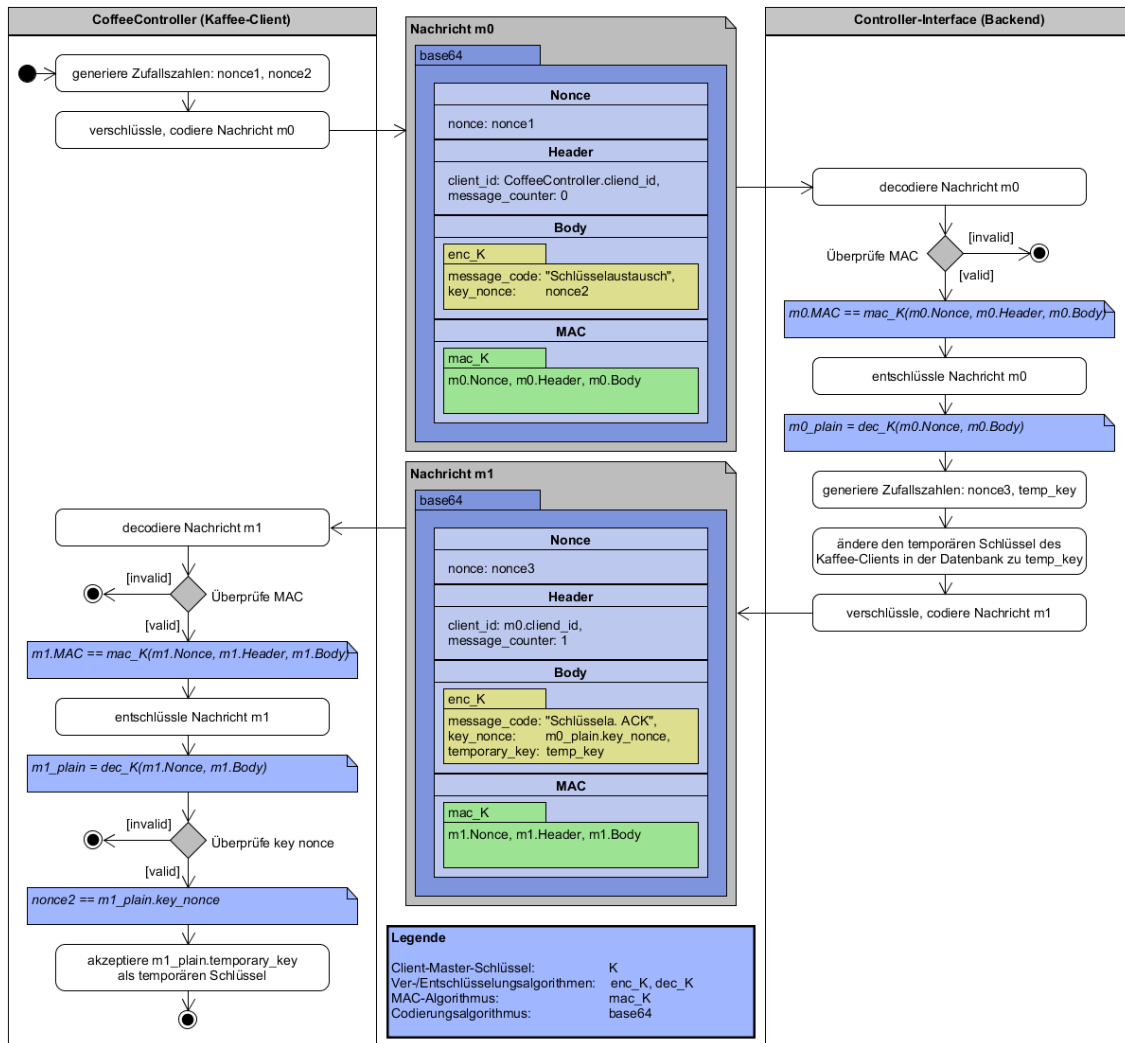 CoffeeController (Kaffee-Client)
generiere Zufallszahlen: nonce1, nonce2
verschlüssle, codiere Nachricht m0
Nachricht m0
base64
Nonce
nonce: nonce1
Header
client_id: CoffeeController.cliend_id,
message_counter: 0
Body
enc_K
message_code: "Schlüsselaustausch",
key_nonce: nonce2
MAC
mac_K
m0.Nonce, m0.Header, m0.Body
Controller-Interface (Backend)
decodiere Nachricht m0
Überprüfe MAC
[invalid]
[valid]
m0.MAC == mac_K(m0.Nonce, m0.Header, m0.Body)
entschlüssle Nachricht m0
m0_plain = dec_K(m0.Nonce, m0.Body)
generiere Zufallszahlen: nonce3, temp_key
ändere den temporären Schlüssel des
Kaffee-Clients in der Datenbank zu temp_key
verschlüssle, codiere Nachricht m1
Nachricht m1
base64
Nonce
nonce: nonce3
Header
client_id: m0.cliend_id,
message_counter: 1
Body
enc_K
message_code: "Schlüssela. ACK",
key_nonce: m0_plain.key_nonce,
temporary_key: temp_key
MAC
mac_K
m1.Nonce, m1.Header, m1.Body
decodiere Nachricht m1
[invalid]
Überprüfe MAC
[valid]
m1.MAC == mac_K(m1.Nonce, m1.Header, m1.Body)
entschlüssle Nachricht m1
m1_plain = dec_K(m1.Nonce, m1.Body)
[invalid]
Überprüfe key nonce
[valid]
nonce2 == m1_plain.key_nonce
akzeptiere m1_plain.temporary_key
als temporären Schlüssel
Legende
Client-Master-Schlüssel: K
Ver-/Entschlüsselungsalgorithmen: enc_K, dec_K
MAC-Algorithmus: mac_K
Codierungsalgorithmus: base64